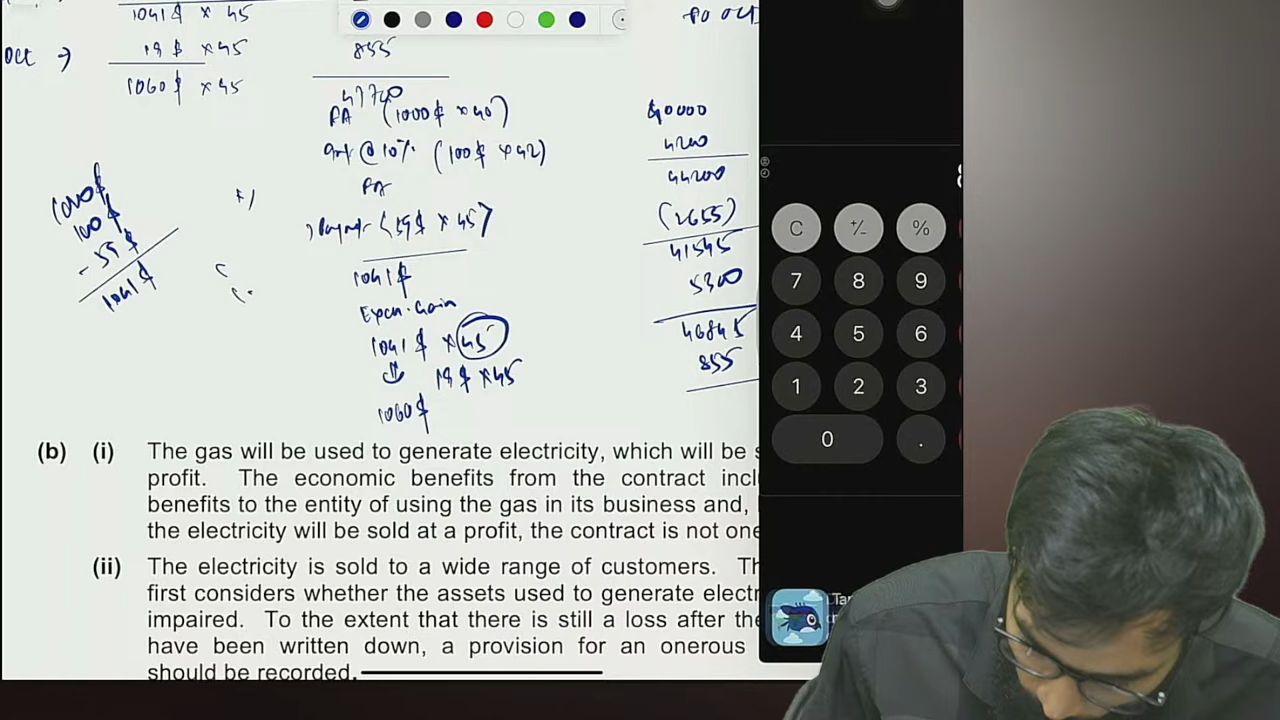 1041$ × 45
80 OCT
Oct → 19$ × 45
1060$ × 45
855
47700
FA (1000$ × 40)
40000
Int @ 10% (100$ × 42)
4200
44200
(59$ × 45)
(2655)
41545
1041$
5300
Exch. Gain
1041$ × 45
46845
19$ × 45
855
1060$
100$
- 59$
1041$
C +/- %
7 8 9
4 5 6
1 2 3
0 .
(b) (i) The gas will be used to generate electricity, which will be s
profit. The economic benefits from the contract incl
benefits to the entity of using the gas in its business and,
the electricity will be sold at a profit, the contract is not one
(ii) The electricity is sold to a wide range of customers. Th
first considers whether the assets used to generate electr
impaired. To the extent that there is still a loss after the
have been written down, a provision for an onerous
should be recorded.